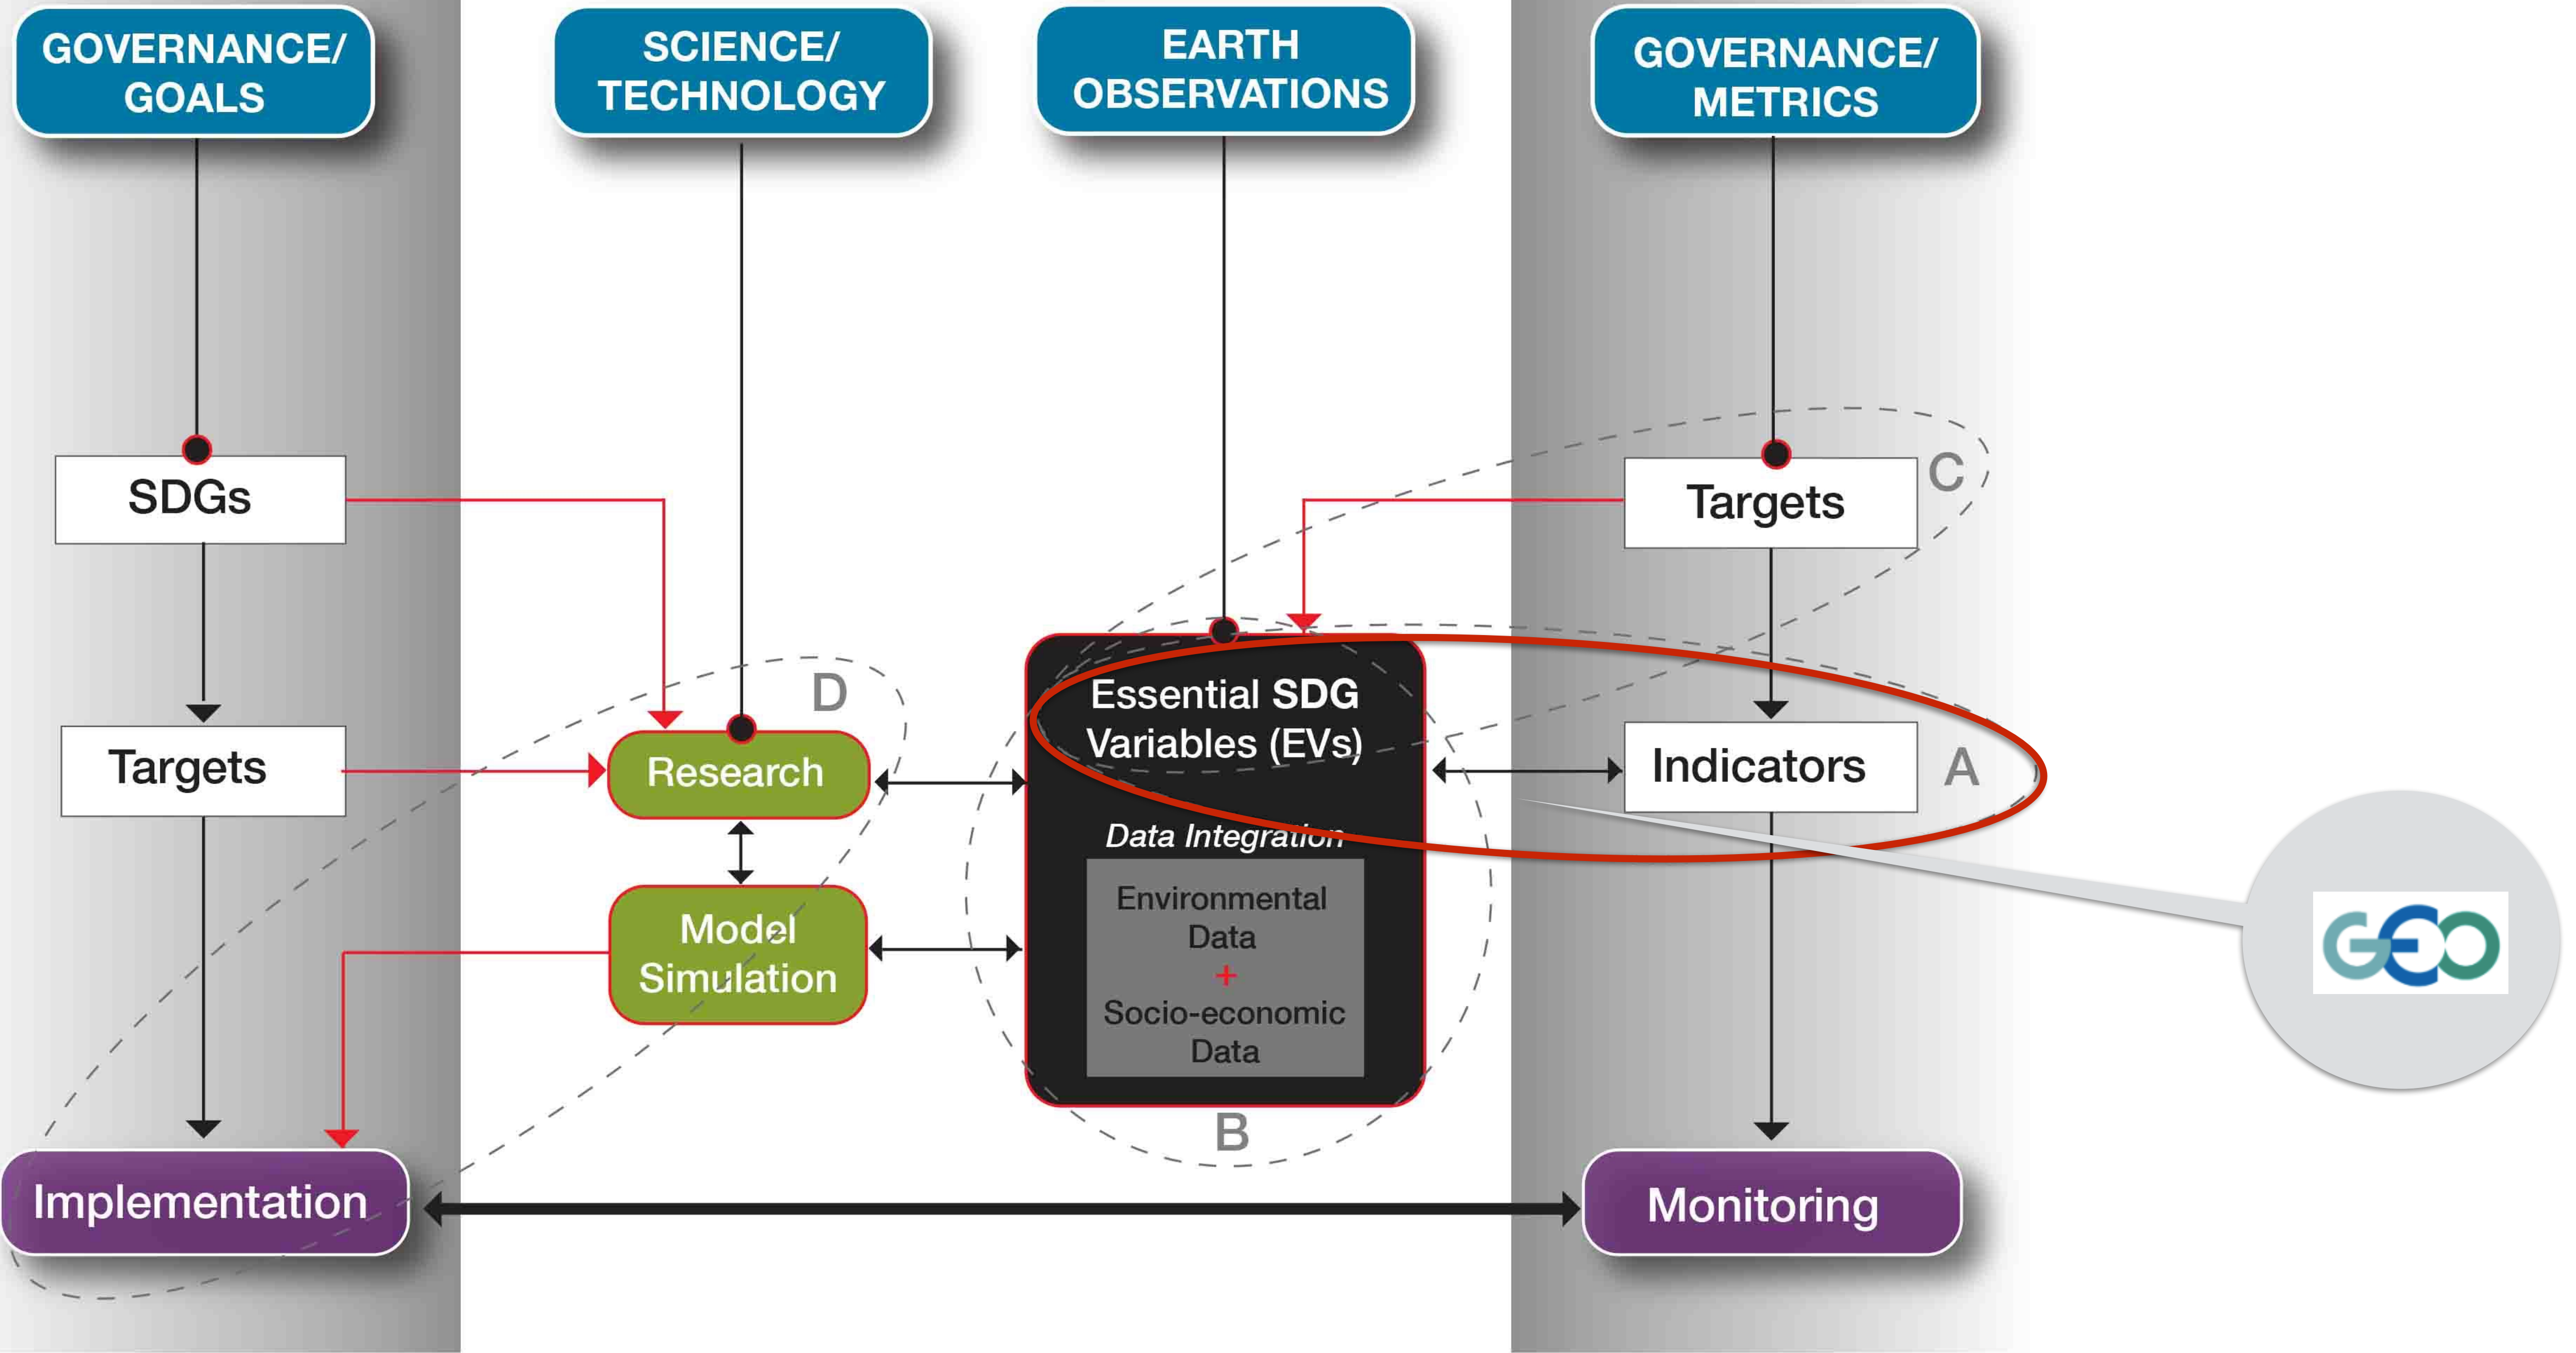 GOVERNANCE/
GOALS
SCIENCE/
TECHNOLOGY
EARTH
OBSERVATIONS
GOVERNANCE/
METRICS
SDGs
Targets
C
D
Essential SDG
Variables (EVs)
Targets
Research
Indicators
A
Data Integration
Environmental
Data
+
Socio-economic
Data
Model
Simulation
GEO
B
Implementation
Monitoring